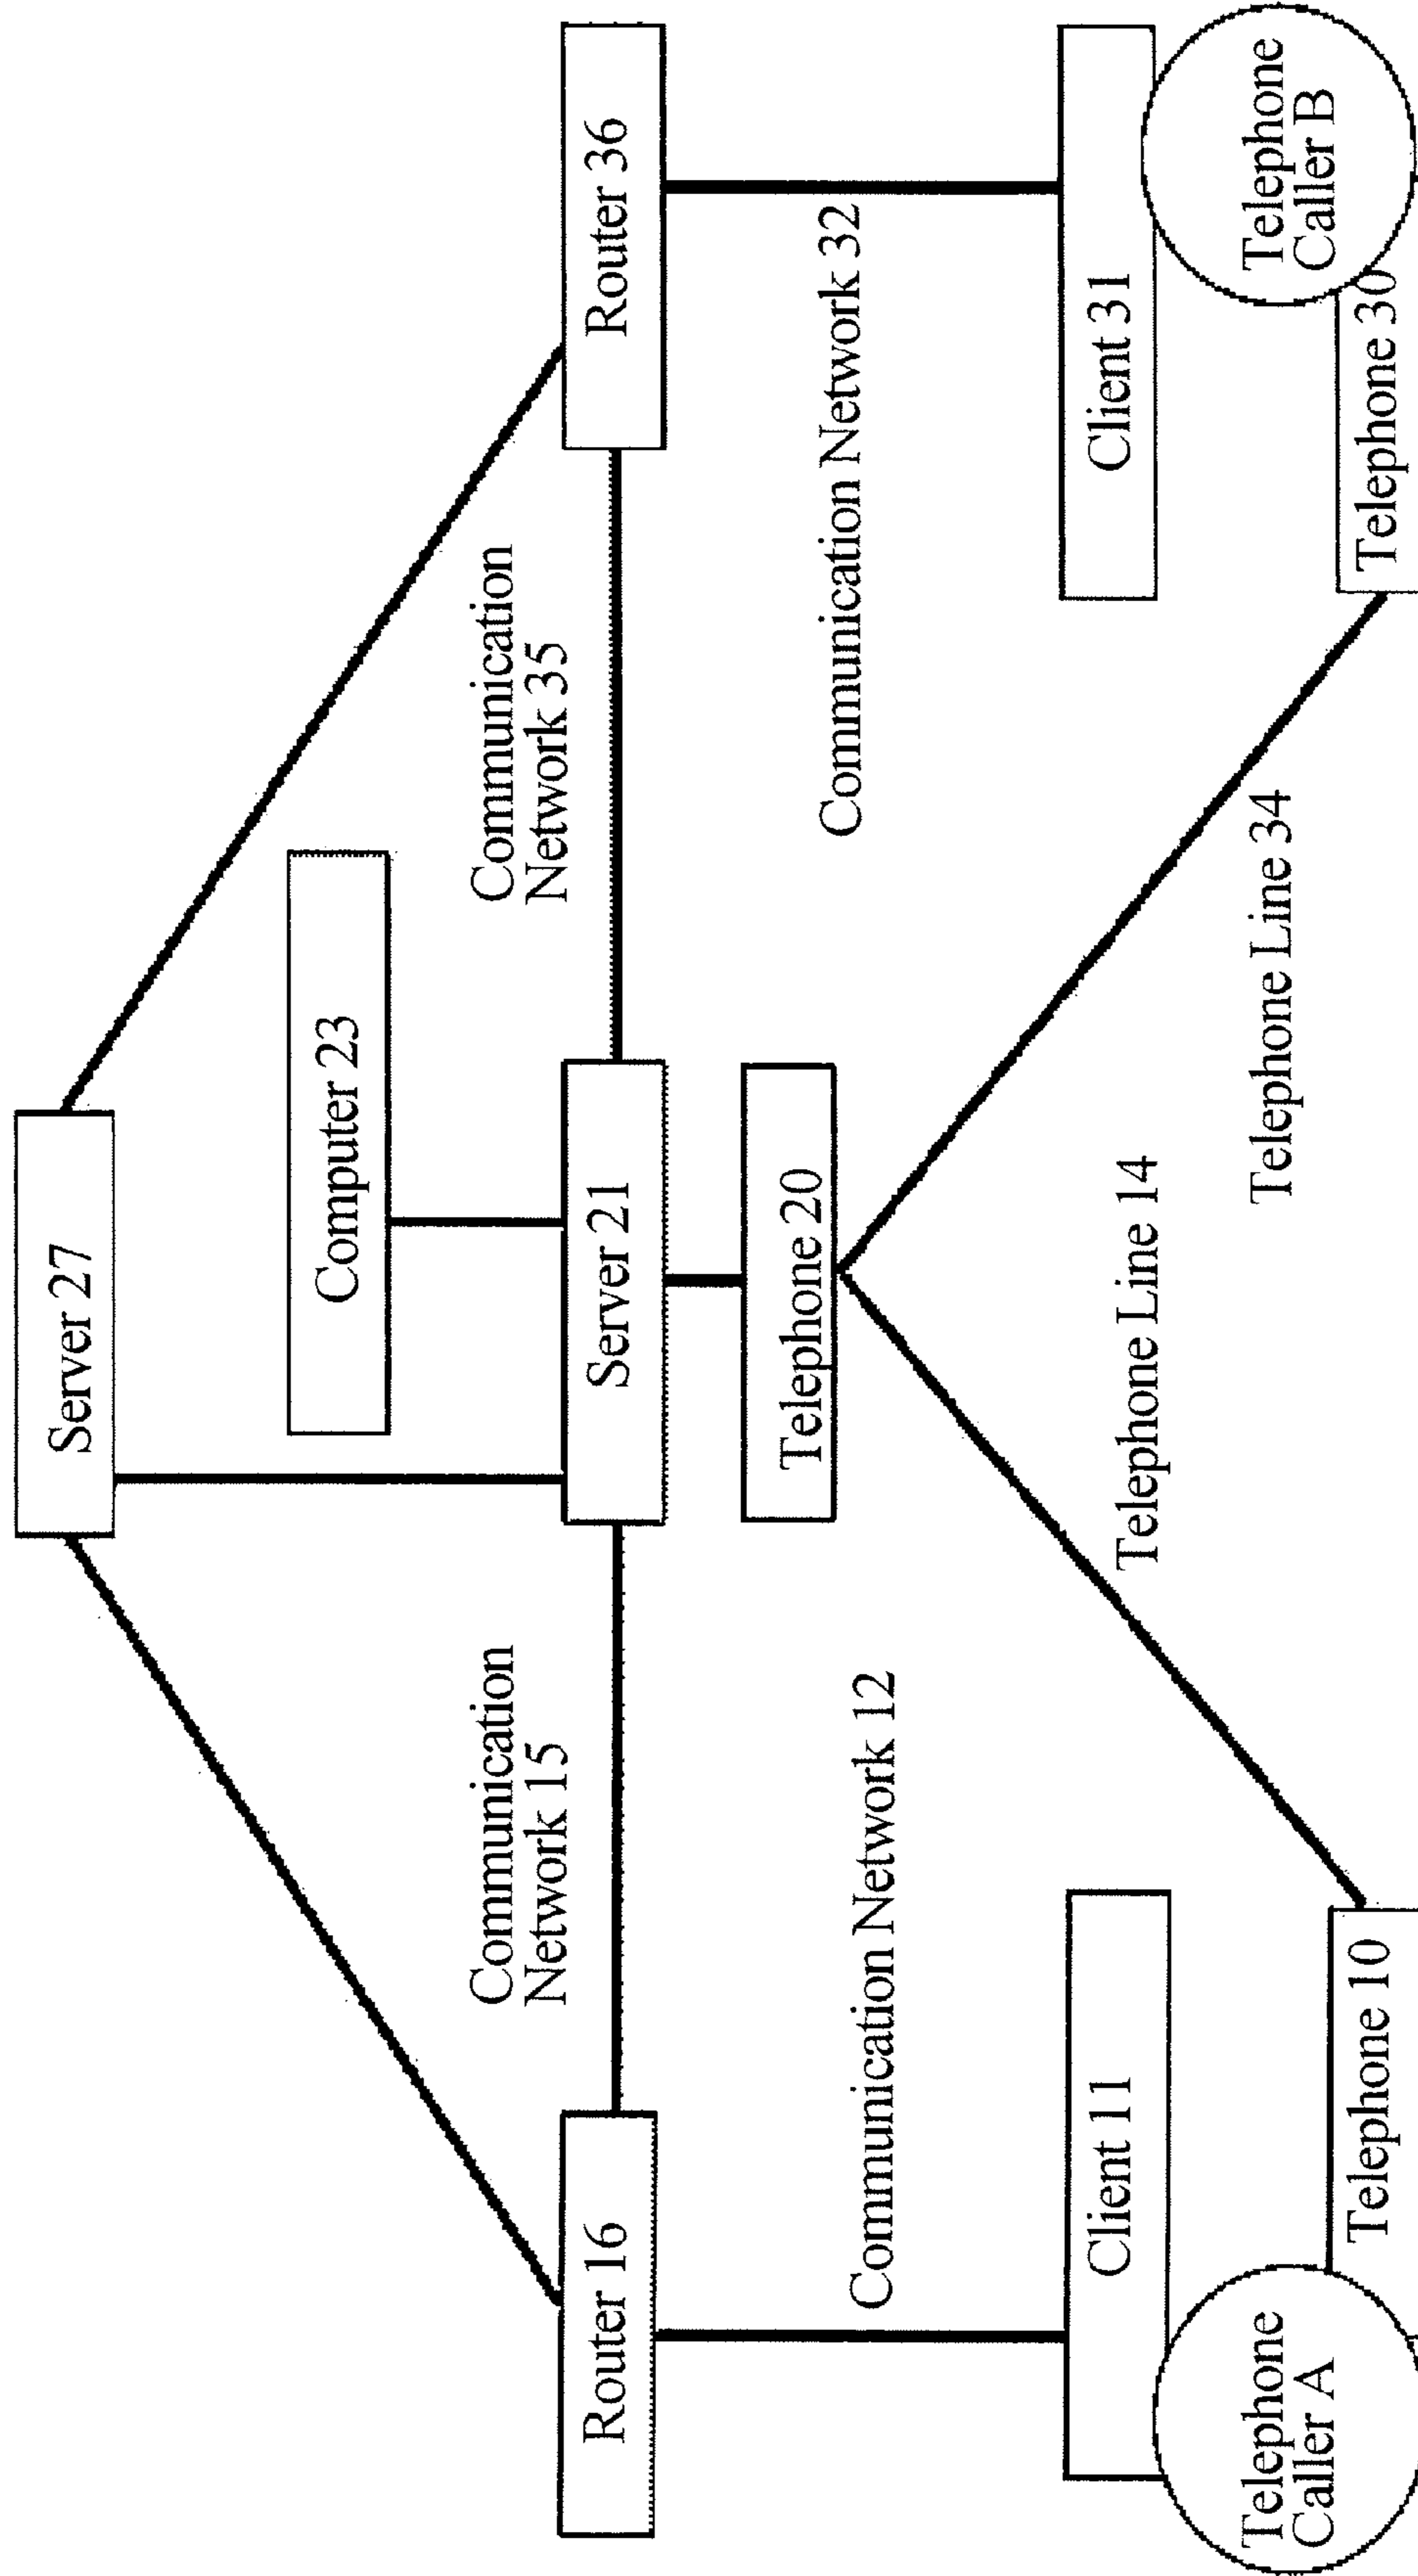 Server 27
Computer 23
Communication
Network 15
Communication
Network 35
Router 16
Server 21
Router 36
Telephone 20
Communication Network 12
Communication Network 32
Telephone Line 14
Telephone Line 34
Client 11
Client 31
Telephone
Caller A
Telephone 10
Telephone 30
Telephone
Caller B